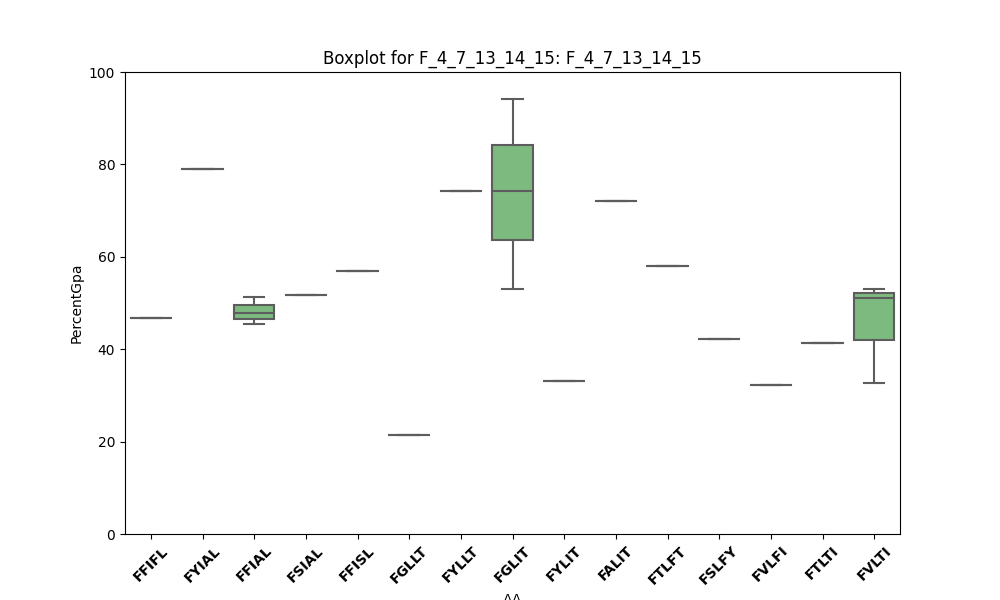 Boxplot for F_4_7_13_14_15: F_4_7_13_14_15
100
80
60
40
20
0
PercentGpa
FFIFL
FYIAL
FFIAL
FSIAL
FFISL
FGLLT
FYLLT
FGLIT
FYLIT
FALIT
FTLFT
FSLFY
FVLFI
FTLTI
FVLTI
AA